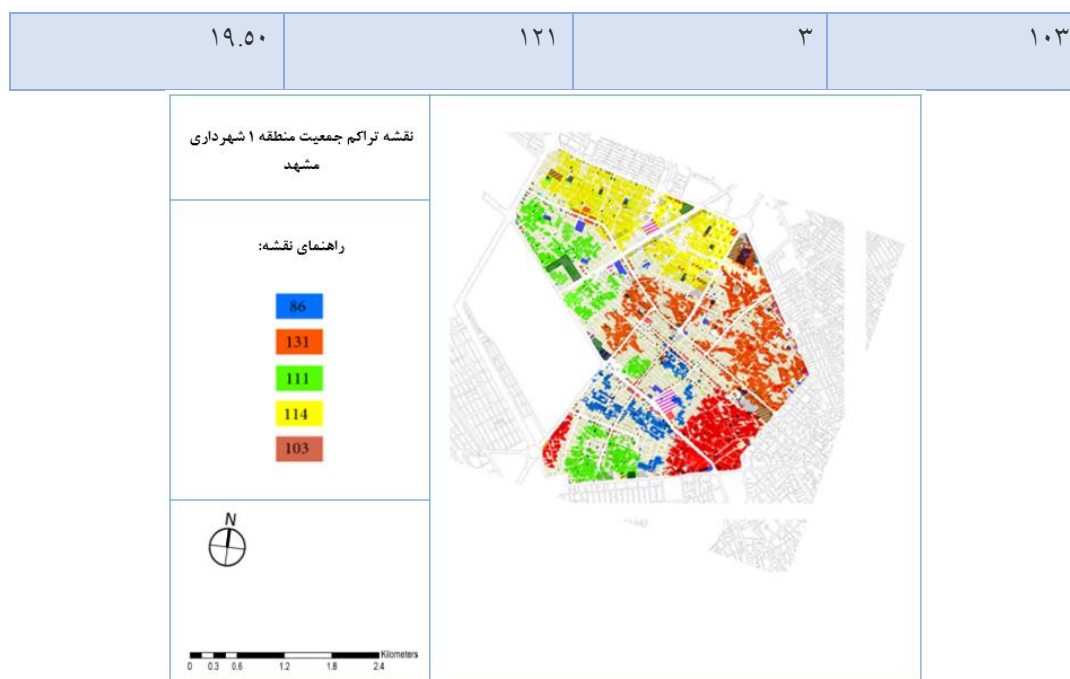 ۱۰۳ ۳ ۱۲۱ ۱۹.۵۰
نقشه تراکم جمعیت منطقه ۱ شهرداری
مشهد
راهنمای نقشه:
86
131
111
114
103
N
Kilometers
0 0.3 0.6 1.2 1.8 2.4